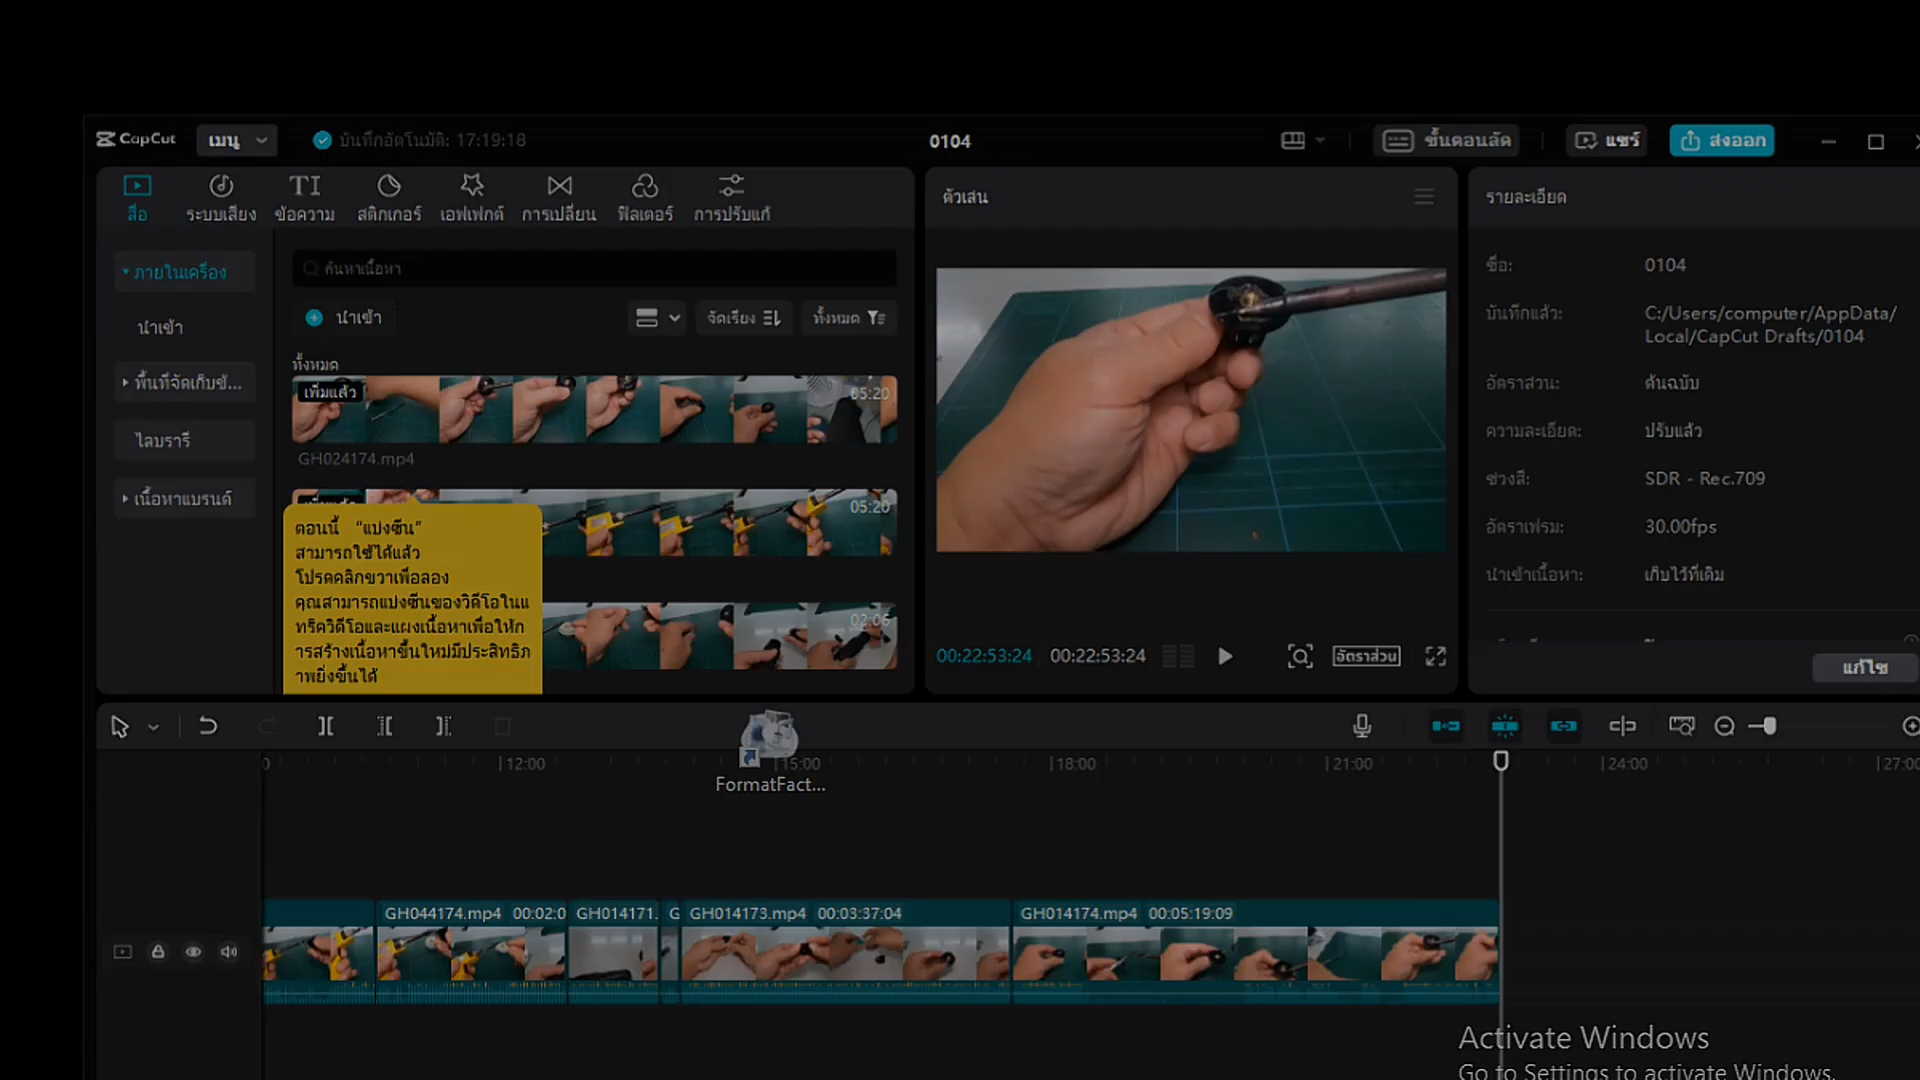 CapCut
เมนู
บันทึกอัตโนมัติ: 17:19:18
0104
ขั้นตอนลัด
แชร์
ส่งออก
สื่อ
ระบบเสียง
TI
ข้อความ
สติกเกอร์
เอฟเฟกต์
การเปลี่ยน
ฟิลเตอร์
การปรับแก้
ภายในเครื่อง
นำเข้า
พื้นที่จัดเก็บข้...
ไลบรารี
เนื้อหาแบรนด์
ค้นหาเนื้อหา
นำเข้า
จัดเรียง
ทั้งหมด
ทั้งหมด
เพิ่มแล้ว
05:20
GH024174.mp4
05:20
02:06
ตอนนี้ “แบ่งซีน”
สามารถใช้ได้แล้ว
โปรดคลิกขวาเพื่อลอง
คุณสามารถแบ่งซีนของวิดีโอในแ
ทร็ควิดีโอและแผงเนื้อหาเพื่อให้ก
ารสร้างเนื้อหาขึ้นใหม่มีประสิทธิภ
าพยิ่งขึ้นได้
ตัวเล่น
00:22:53:24
00:22:53:24
อัตราส่วน
รายละเอียด
ชื่อ:
0104
บันทึกแล้ว:
C:/Users/computer/AppData/
Local/CapCut Drafts/0104
อัตราส่วน:
ต้นฉบับ
ความละเอียด:
ปรับแล้ว
ช่วงสี:
SDR - Rec.709
อัตราเฟรม:
30.00fps
นำเข้าเนื้อหา:
เก็บไว้ที่เดิม
แก้ไข
12:00
15:00
18:00
21:00
24:00
27:00
FormatFact...
GH044174.mp4 00:02:0
GH014171.
G
GH014173.mp4 00:03:37:04
GH014174.mp4 00:05:19:09
Activate Windows
Go to Settings to activate Windows.